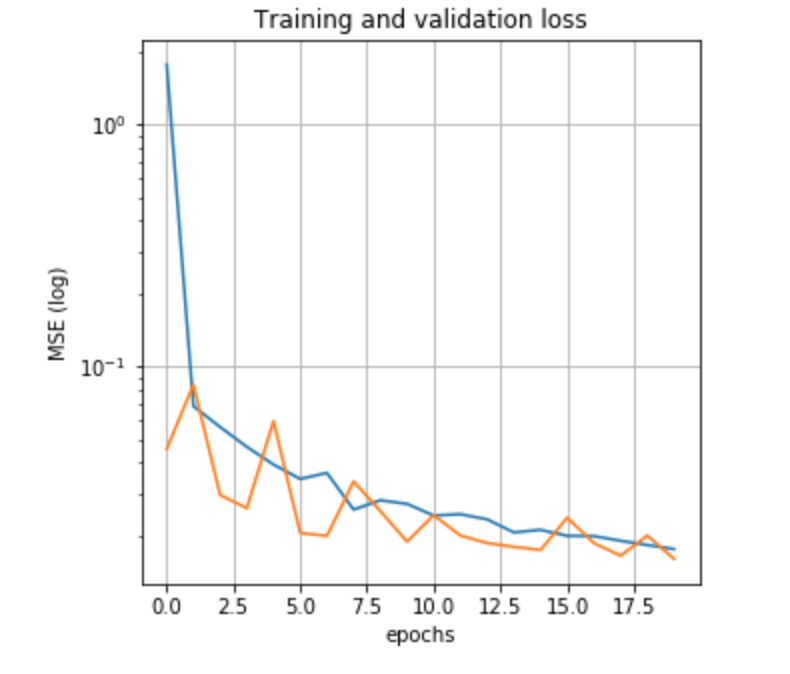 Training and validation loss
10⁰
10⁻¹
MSE (log)
0.0 2.5 5.0 7.5 10.0 12.5 15.0 17.5
epochs